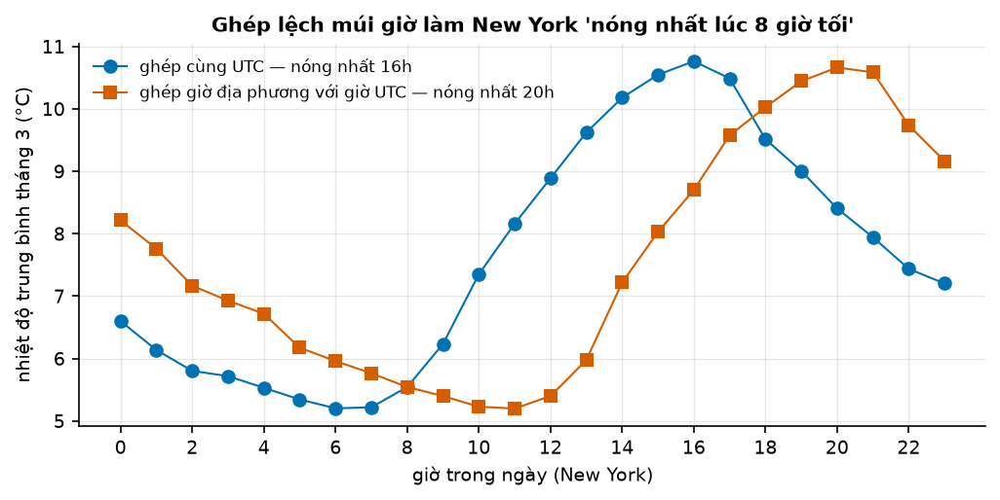 Ghép lệch múi giờ làm New York 'nóng nhất lúc 8 giờ tối'
ghép cùng UTC — nóng nhất 16h
ghép giờ địa phương với giờ UTC — nóng nhất 20h
nhiệt độ trung bình tháng 3 (°C)
11
10
9
8
7
6
5
0 2 4 6 8 10 12 14 16 18 20 22
giờ trong ngày (New York)